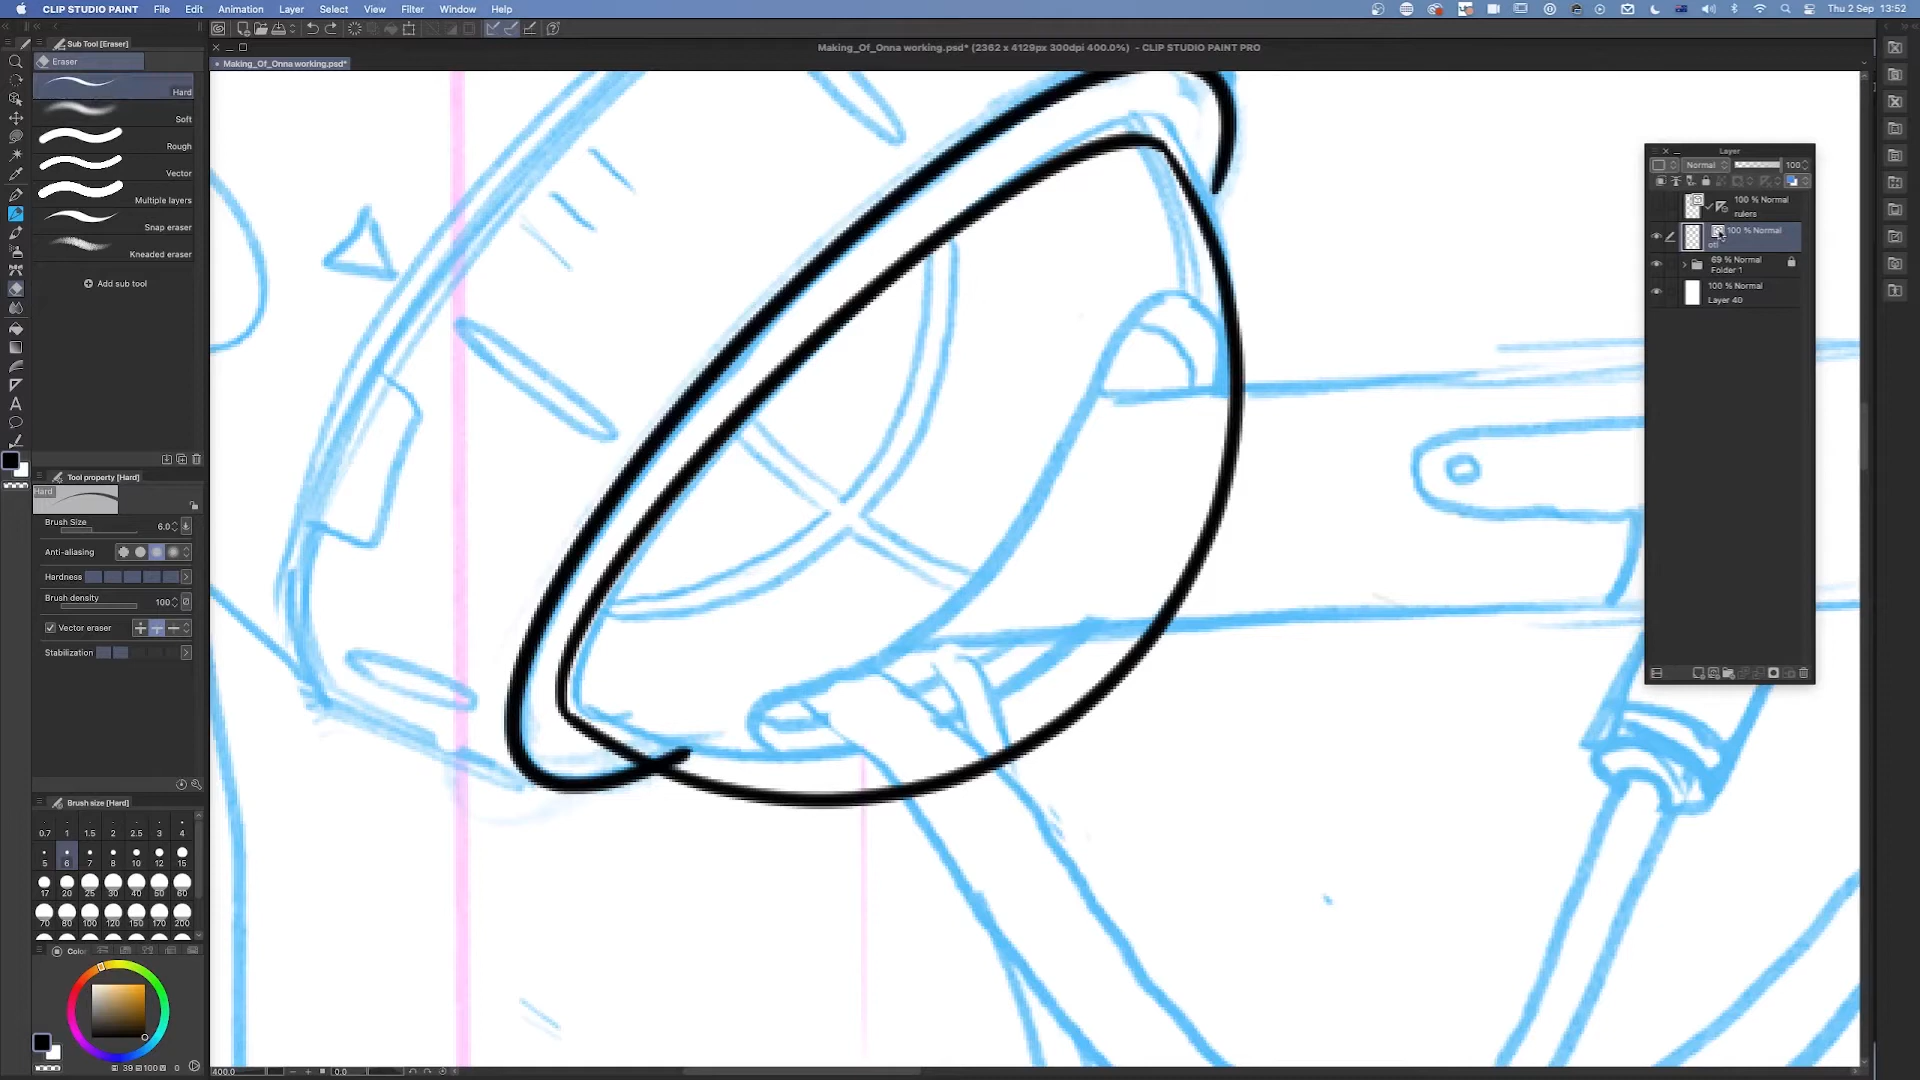 CLIP STUDIO PAINT File Edit Animation Layer Select View Filter Window Help Thu 2 Sep 13:52
Sub Tool [Eraser]
Making_Of_Onna working.psd* (2362 x 4129px 300dpi 400.0%) - CLIP STUDIO PAINT PRO
Eraser
Making_Of_Onna working.psd*
Hard
Soft
Rough
Vector
Multiple layers
Snap eraser
Kneaded eraser
Add sub tool
Layer
Normal 100
100 % Normal
rulers
100 % Normal
69 % Normal
Folder 1
100 % Normal
Layer 40
Tool property [Hard]
Hard
Brush Size 6.0
Anti-aliasing
Hardness
Brush density 100
Vector eraser
Stabilization
Brush size [Hard]
0.7 1 1.5 2 2.5 3 4
5 6 7 8 10 12 15
17 20 25 30 40 50 60
70 80 100 120 150 170 200
Color
39 100 0
400.0 0.0